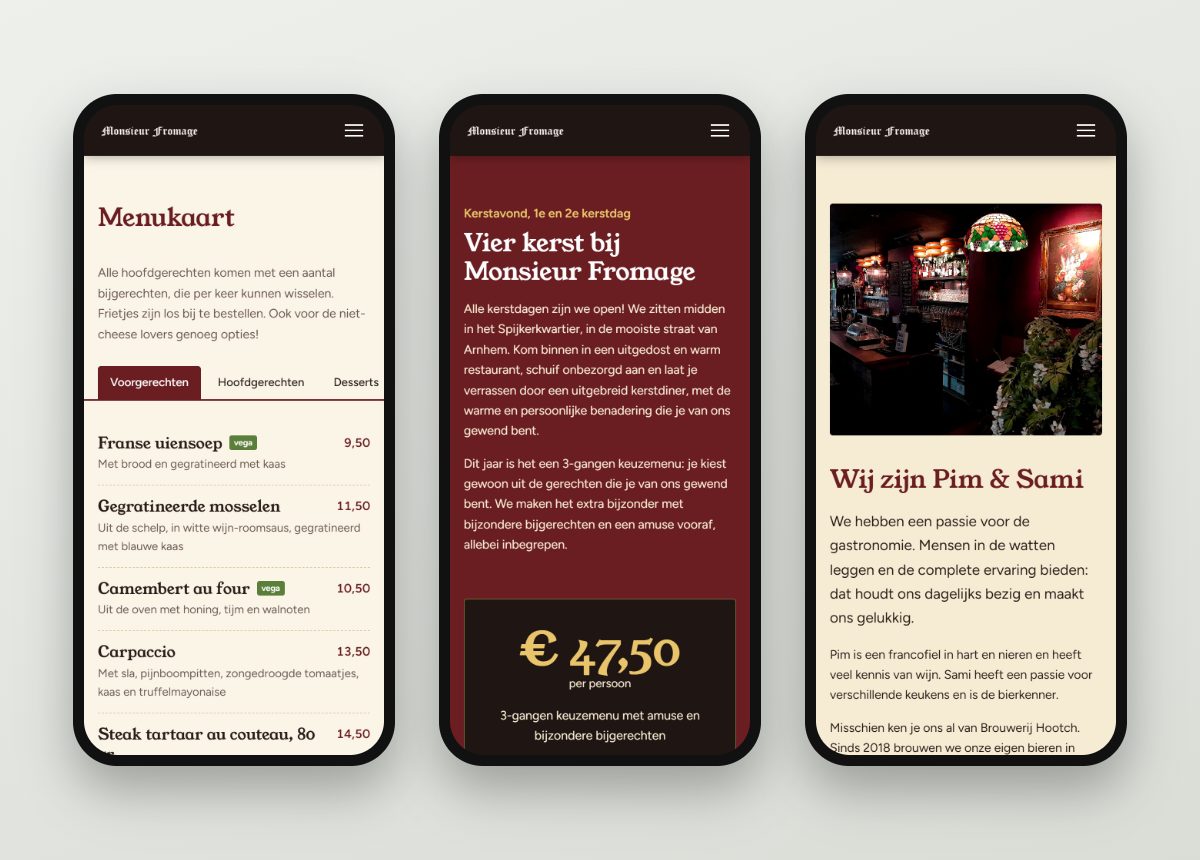 Monsieur Fromage
Menukaart
Alle hoofdgerechten komen met een aantal
bijgerechten, die per keer kunnen wisselen.
Frietjes zijn los bij te bestellen. Ook voor de niet-
cheese lovers genoeg opties!
Voorgerechten Hoofdgerechten Desserts
Franse uiensoep vega 9,50
Met brood en gegratineerd met kaas
Gegratineerde mosselen 11,50
Uit de schelp, in witte wijn-roomsaus, gegratineerd
met blauwe kaas
Camembert au four vega 10,50
Uit de oven met honing, tijm en walnoten
Carpaccio 13,50
Met sla, pijnboompitten, zongedroogde tomaatjes,
kaas en truffelmayonaise
Steak tartaar au couteau, 80 14,50
Monsieur Fromage
Kerstavond, 1e en 2e kerstdag
Vier kerst bij
Monsieur Fromage
Alle kerstdagen zijn we open! We zitten midden
in het Spijkerkwartier, in de mooiste straat van
Arnhem. Kom binnen in een uitgedost en warm
restaurant, schuif onbezorgd aan en laat je
verrassen door een uitgebreid kerstdiner, met de
warme en persoonlijke benadering die je van ons
gewend bent.
Dit jaar is het een 3-gangen keuzemenu: je kiest
gewoon uit de gerechten die je van ons gewend
bent. We maken het extra bijzonder met
bijzondere bijgerechten en een amuse vooraf,
allebei inbegrepen.
€ 47,50
per persoon
3-gangen keuzemenu met amuse en
bijzondere bijgerechten
Monsieur Fromage
Wij zijn Pim & Sami
We hebben een passie voor de
gastronomie. Mensen in de watten
leggen en de complete ervaring bieden:
dat houdt ons dagelijks bezig en maakt
ons gelukkig.
Pim is een francofiel in hart en nieren en heeft
veel kennis van wijn. Sami heeft een passie voor
verschillende keukens en is de bierkenner.
Misschien ken je ons al van Brouwerij Hootch.
Sinds 2018 brouwen we onze eigen bieren in